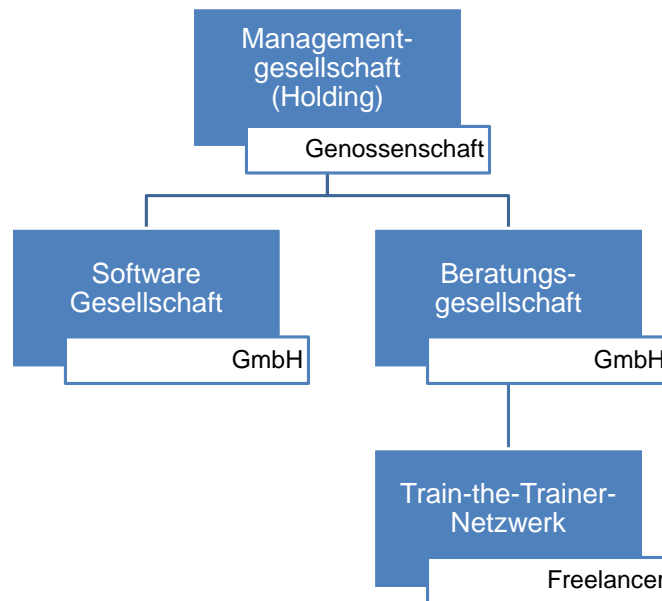 Management-
gesellschaft
(Holding)
Genossenschaft
Software
Gesellschaft
GmbH
Beratungs-
gesellschaft
GmbH
Train-the-Trainer-
Netzwerk
Freelancer